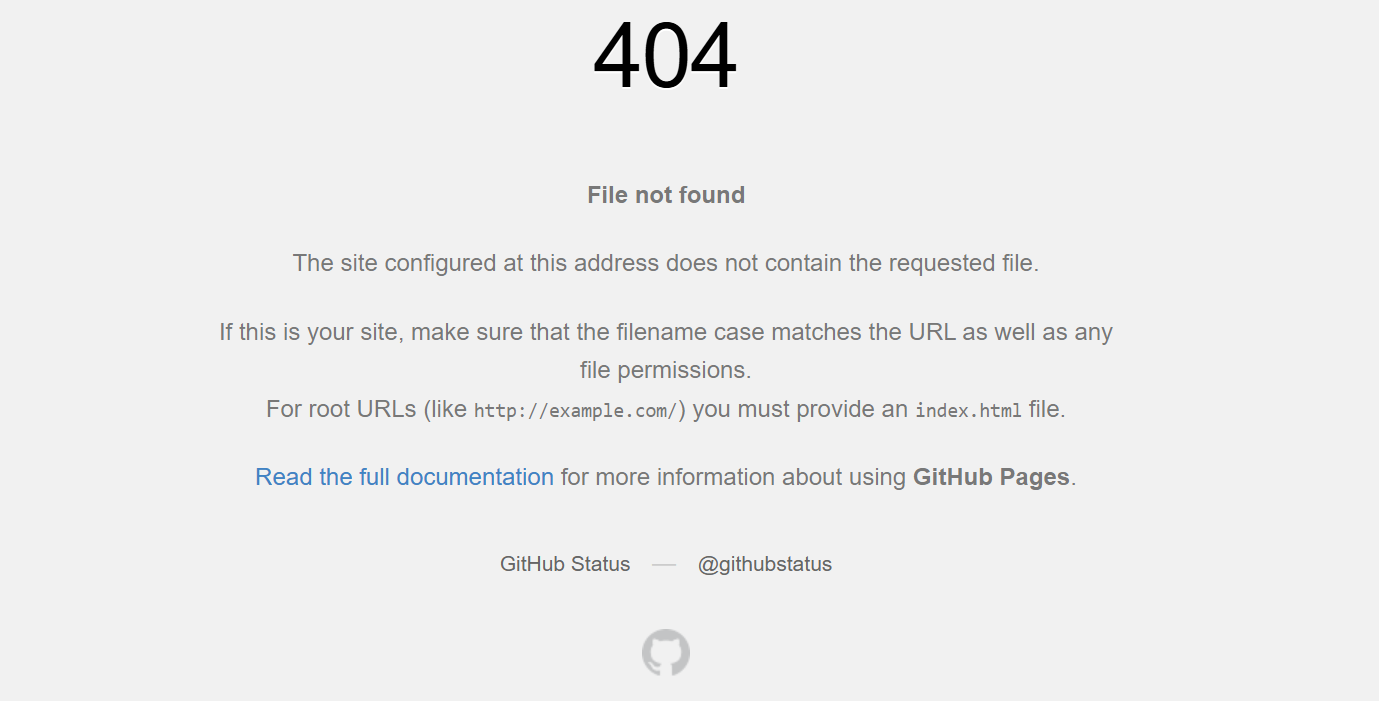 404
File not found
The site configured at this address does not contain the requested file.
If this is your site, make sure that the filename case matches the URL as well as any
file permissions.
For root URLs (like http://example.com/) you must provide an index.html file.
Read the full documentation for more information about using GitHub Pages.
GitHub Status — @githubstatus